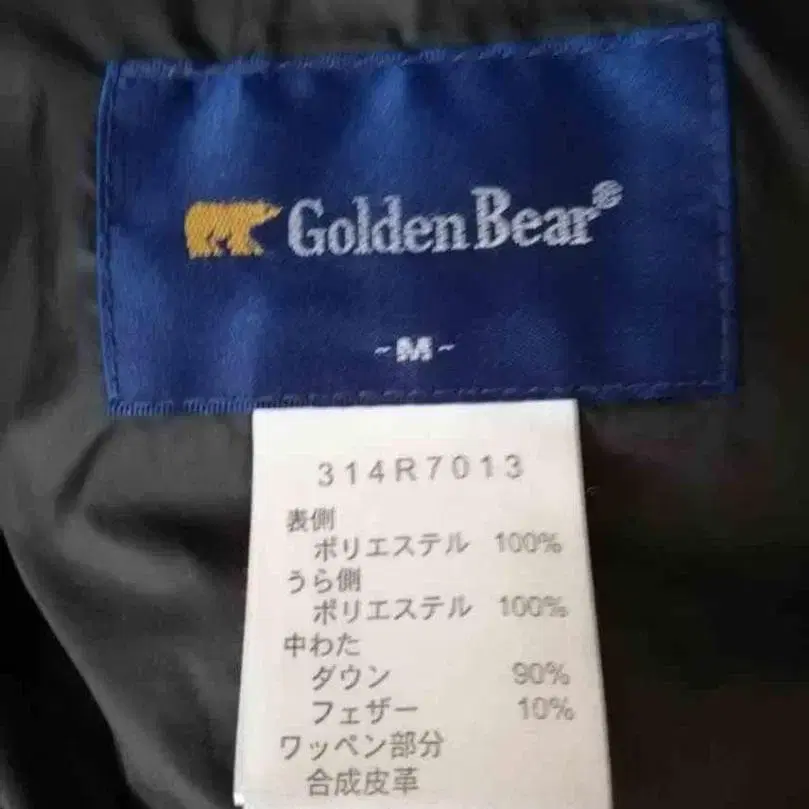 Golden Bear®
-M-
314R7013
表側
ポリエステル 100%
うら側
ポリエステル 100%
中わた
ダウン 90%
フェザー 10%
ワッペン部分
合成皮革